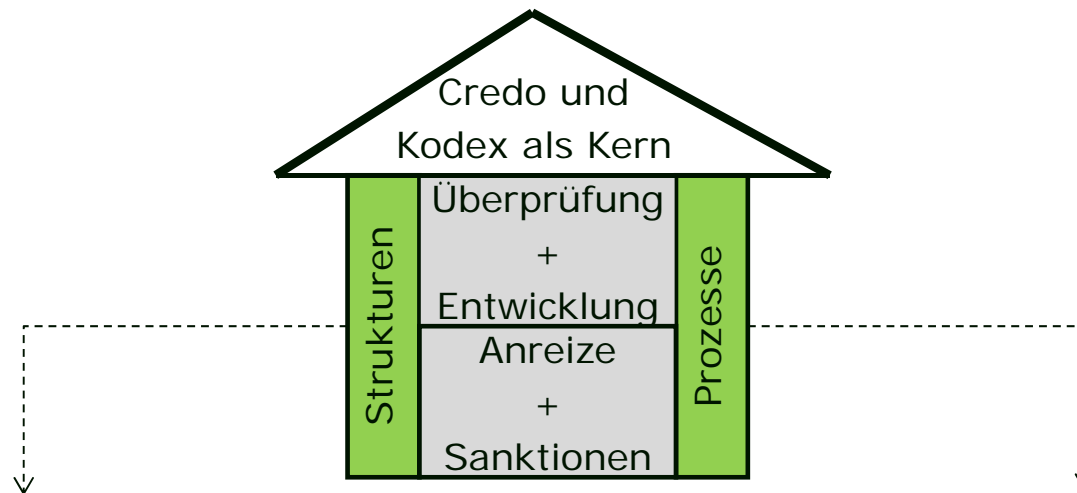 Credo und
Kodex als Kern
Strukturen
Überprüfung
+
Entwicklung
Anreize
+
Sanktionen
Prozesse